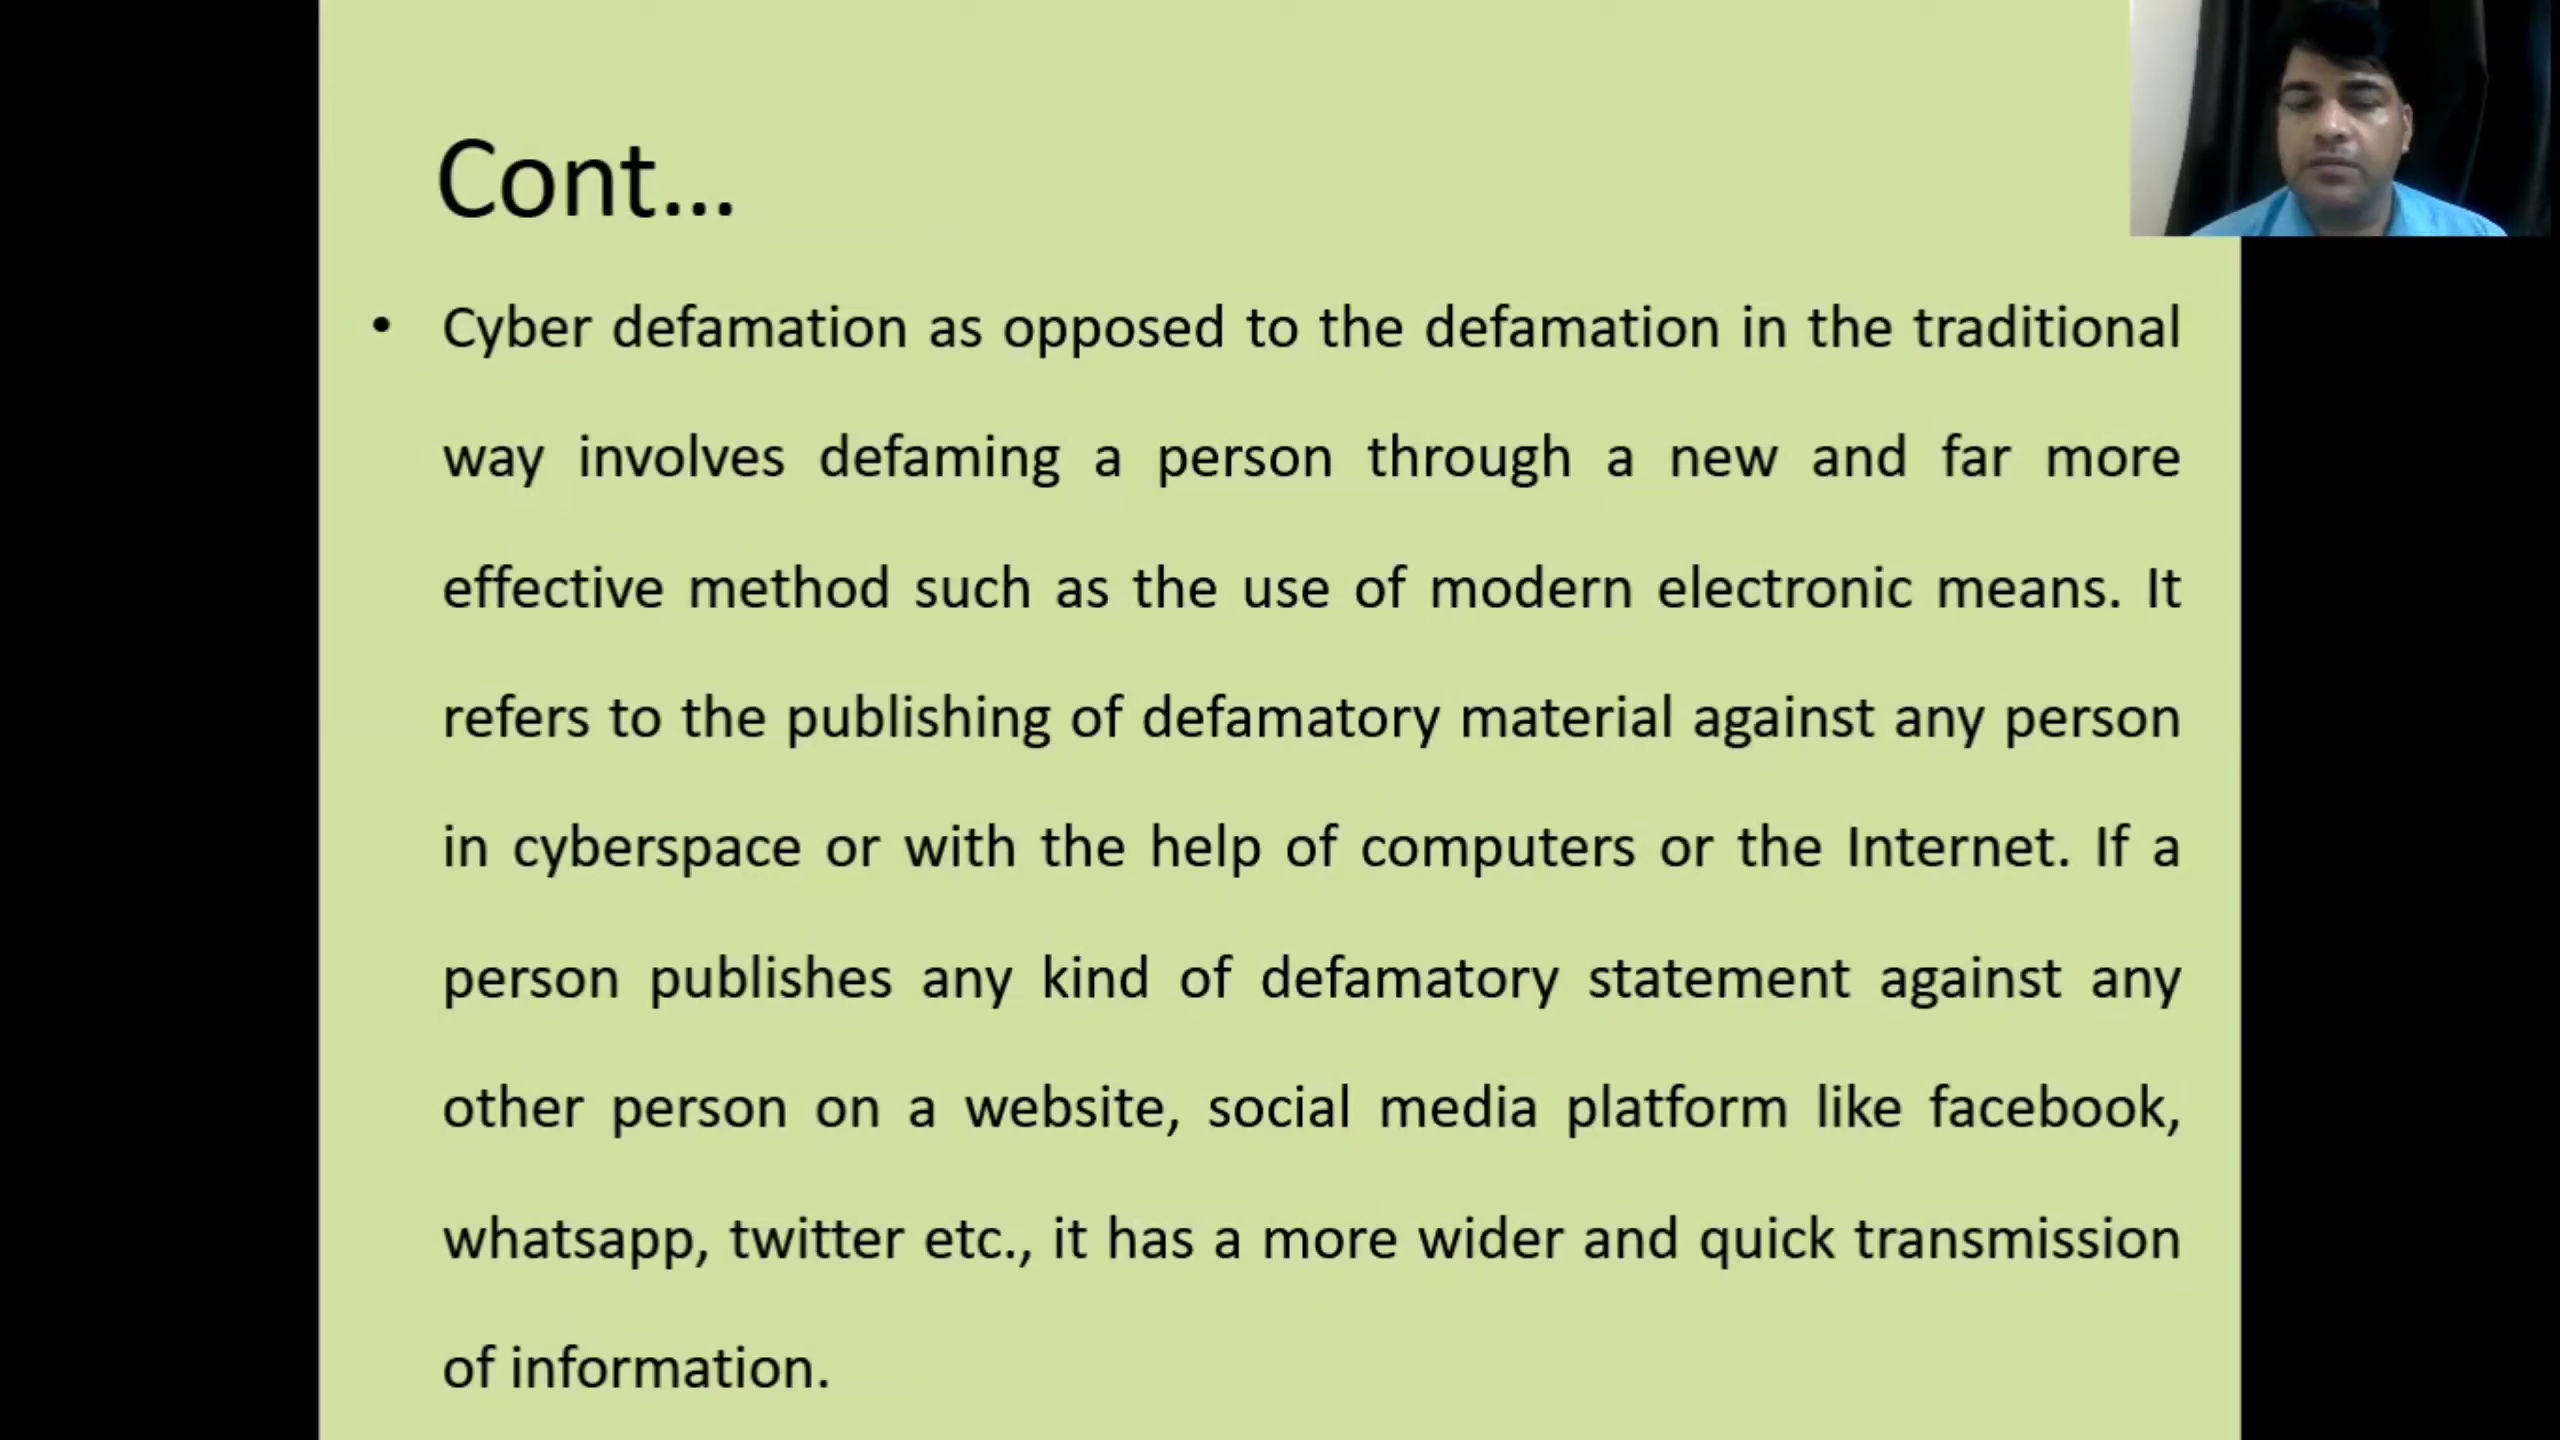 Cont...
• Cyber defamation as opposed to the defamation in the traditional
way involves defaming a person through a new and far more
effective method such as the use of modern electronic means. It
refers to the publishing of defamatory material against any person
in cyberspace or with the help of computers or the Internet. If a
person publishes any kind of defamatory statement against any
other person on a website, social media platform like facebook,
whatsapp, twitter etc., it has a more wider and quick transmission
of information.